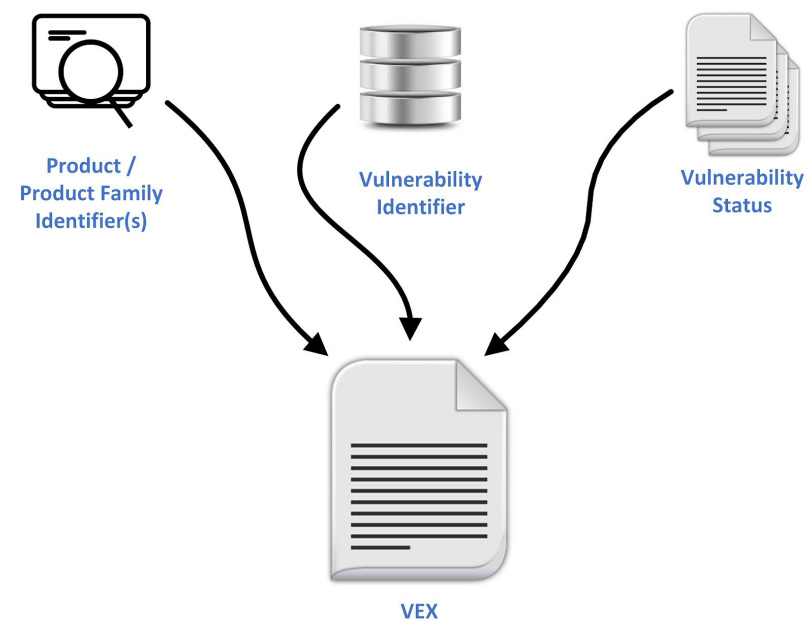 Product /
Product Family
Identifier(s)
Vulnerability
Identifier
Vulnerability
Status
VEX